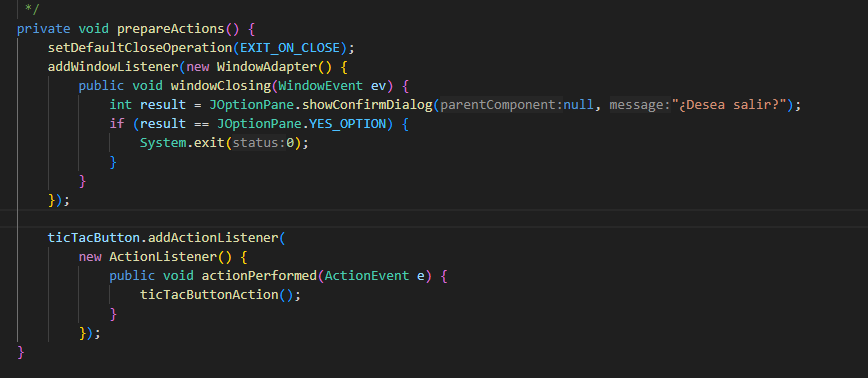 */
private void prepareActions() {
setDefaultCloseOperation(EXIT_ON_CLOSE);
addWindowListener(new WindowAdapter() {
public void windowClosing(WindowEvent ev) {
int result = JOptionPane.showConfirmDialog(parentComponent:null, message:"¿Desea salir?");
if (result == JOptionPane.YES_OPTION) {
System.exit(status:0);
}
}
});
ticTacButton.addActionListener(
new ActionListener() {
public void actionPerformed(ActionEvent e) {
ticTacButtonAction();
}
});
}